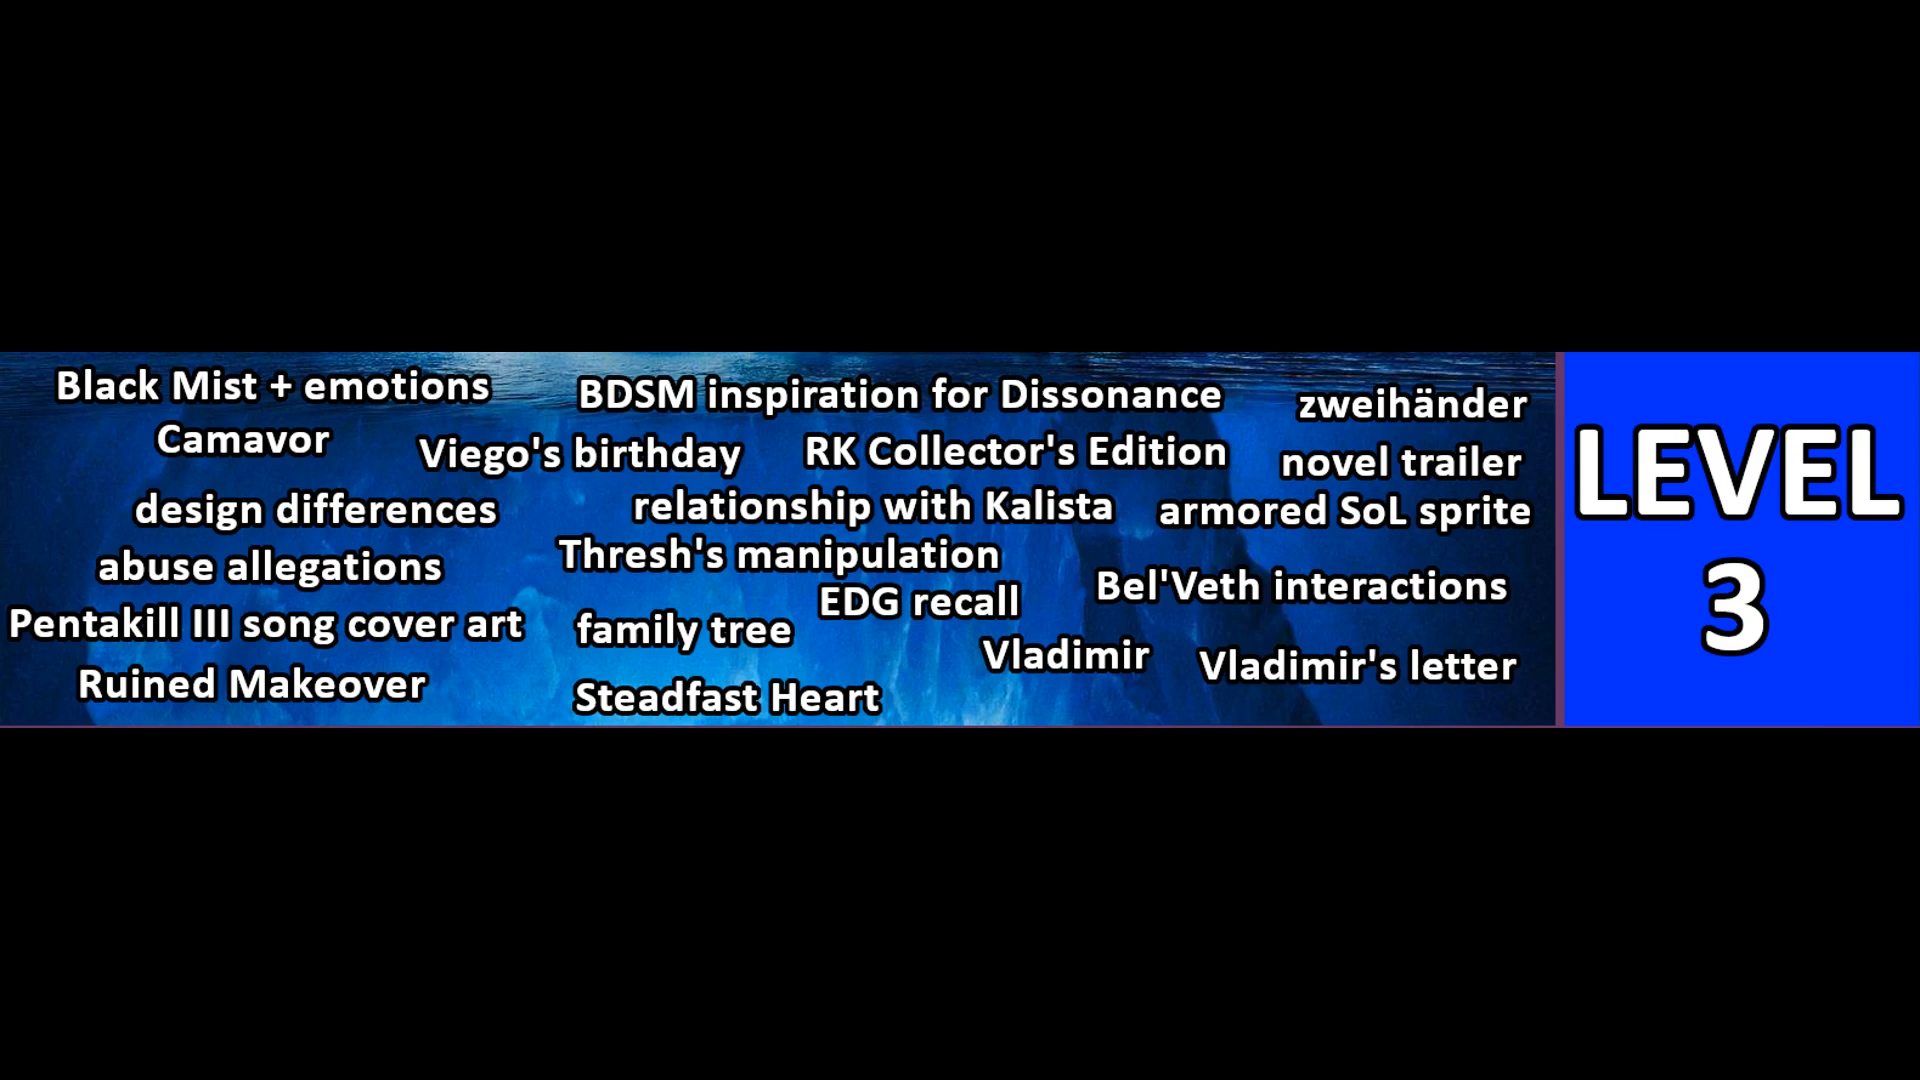 Black Mist + emotions
BDSM inspiration for Dissonance
zweihänder
Camavor
Viego's birthday
RK Collector's Edition
novel trailer
design differences
relationship with Kalista
armored SoL sprite
abuse allegations
Thresh's manipulation
Bel'Veth interactions
EDG recall
Pentakill III song cover art
family tree
Vladimir
Vladimir's letter
Ruined Makeover
Steadfast Heart
LEVEL
3